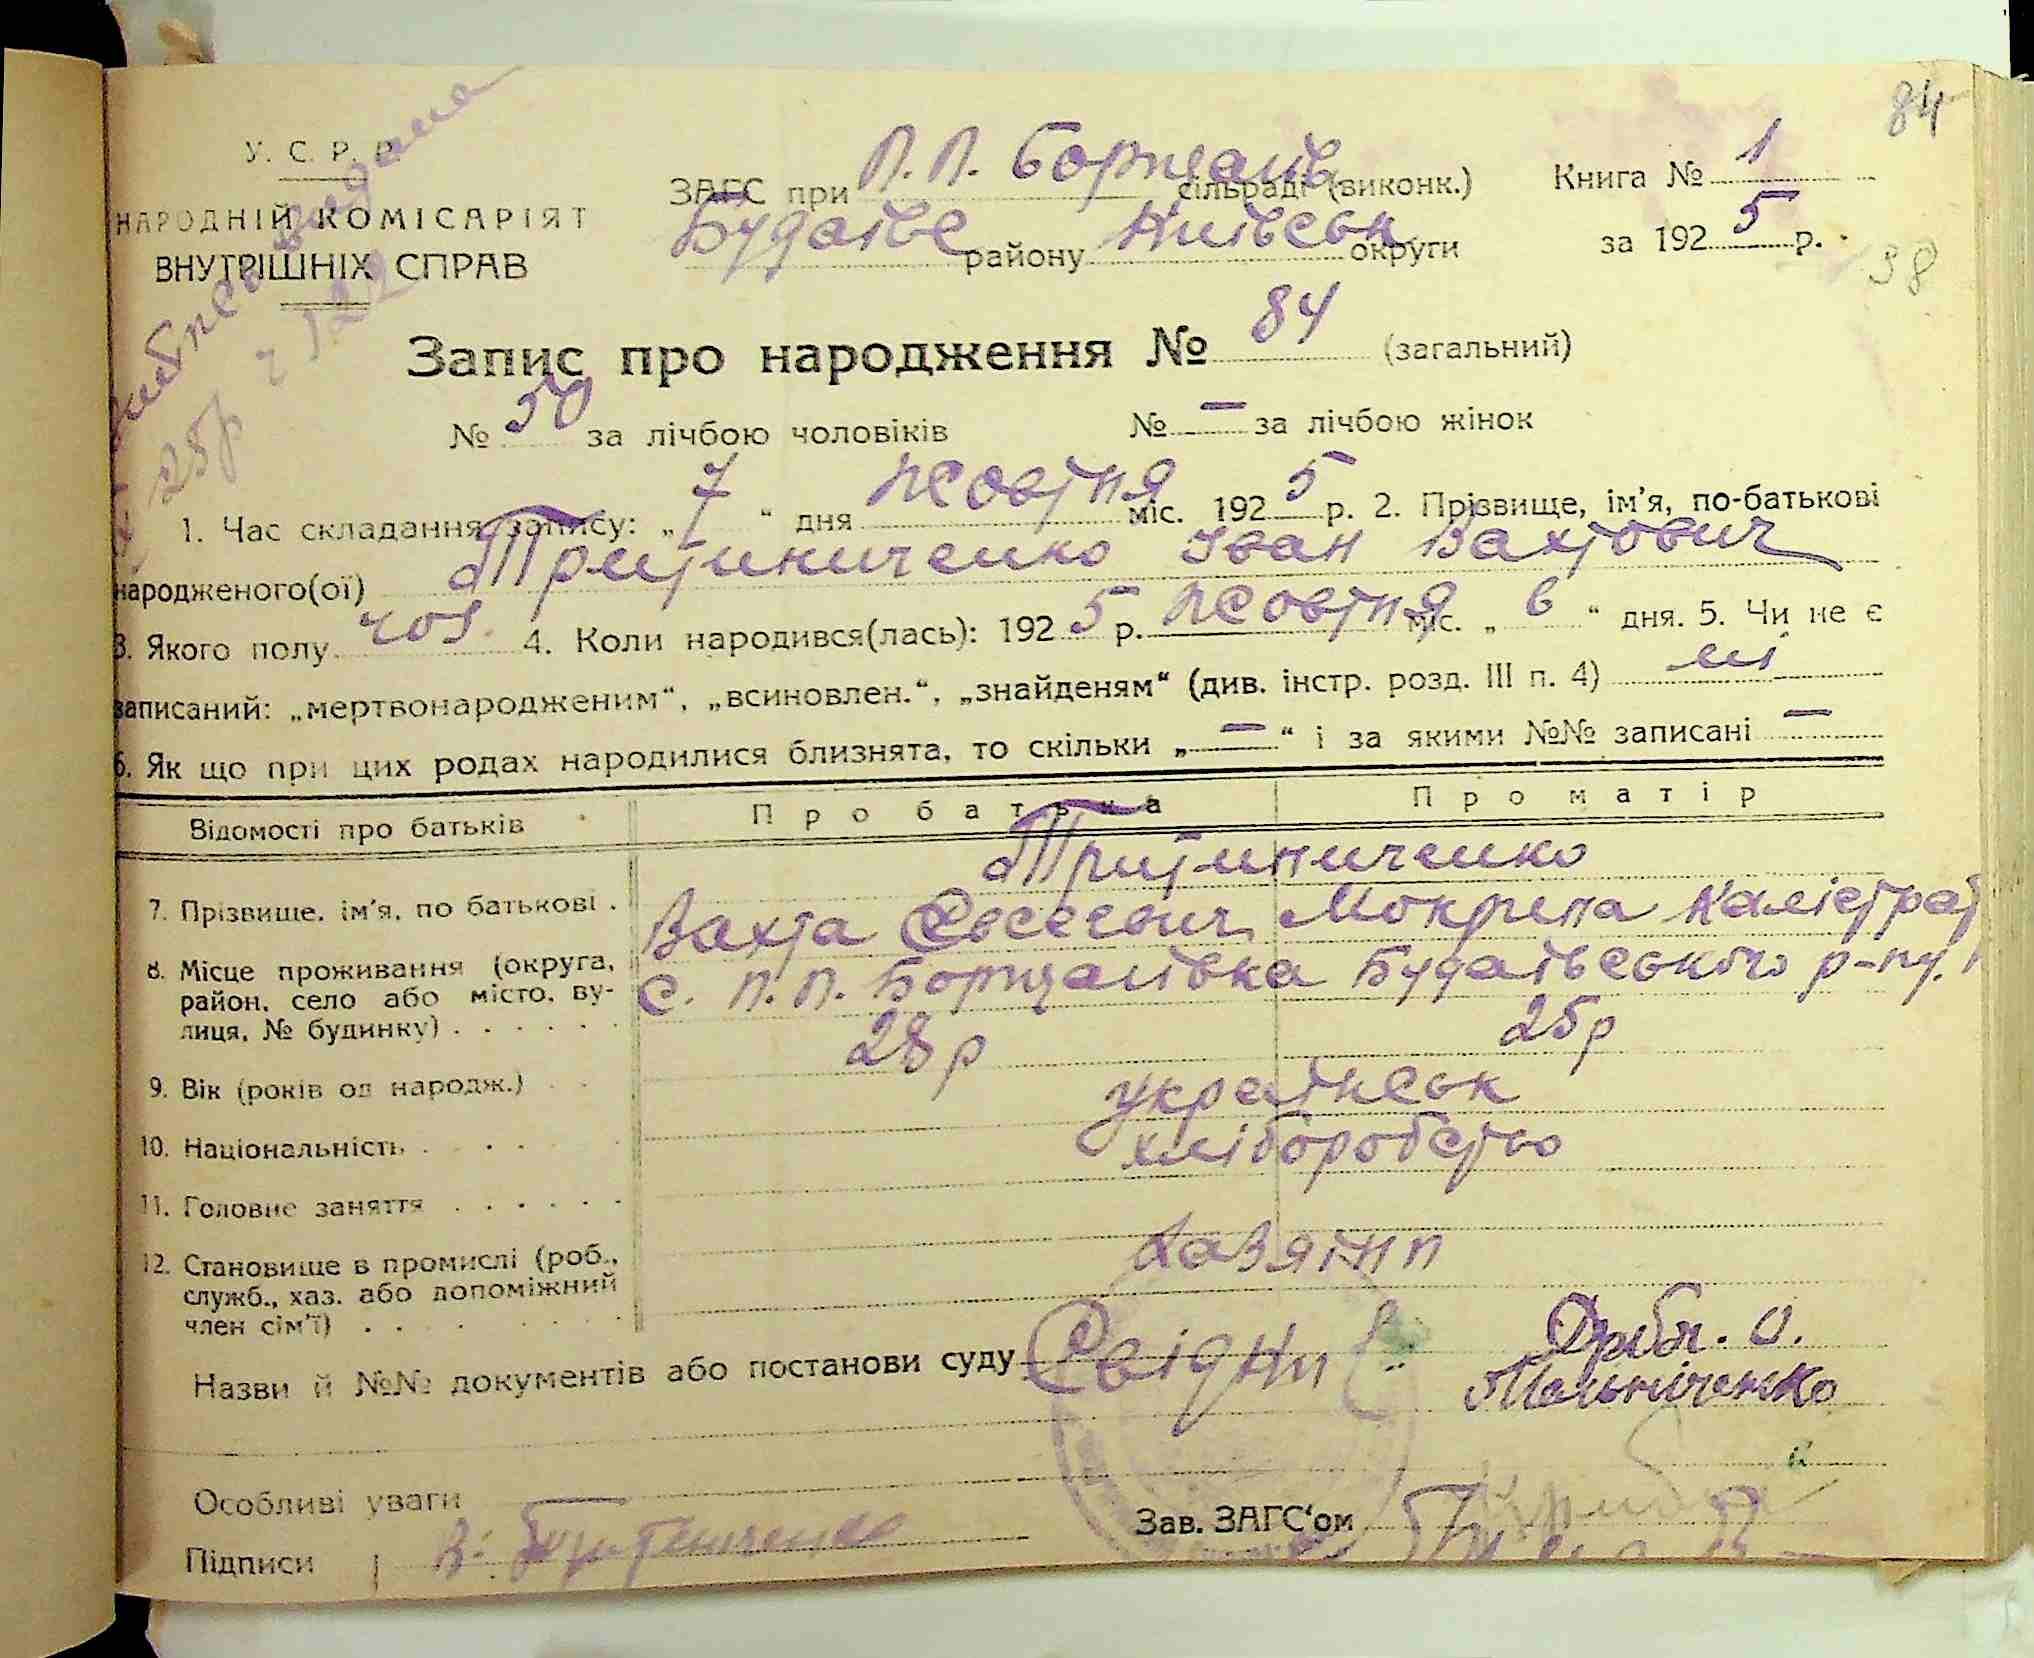 84
У. С. Р. Р.
НАРОДНІЙ КОМІСАРІЯТ
ВНУТРІШНІХ СПРАВ
ЗАГС при П.П. Борщагів сільраді (виконк.)
Будаївс району Київськ округи
Книга № 1
за 1925 р.
38
Запис про народження № 84 (загальний)
№ 50 за лічбою чоловіків № — за лічбою жінок
1. Час складання запису: „7“ дня жовтня міс. 1925 р. 2. Прізвище, ім'я, по-батькові
народженого(ої) Іван Вахтович
3. Якого полу чол. 4. Коли народився(лась): 1925 р. жовтня міс. „6“ дня. 5. Чи не є
записаний: „мертвонародженим“, „всиновлен.“, „знайденям“ (див. інстр. розд. III п. 4) ні
6. Як що при цих родах народилися близнята, то скільки „—“ і за якими №№ записані —
Відомості про батьків Про батька Про матір
7. Прізвище, ім'я, по батькові . Вахта Євсеєвич Мокрина Калістрат
8. Місце проживання (округа, район, село або місто, вулиця, № будинку) . . . . . . с. П.П. Борщагівка Будаївського р-ну.
9. Вік (років од народж.) . . 28 р 25 р
10. Національність . . . українськ
11. Головне заняття . . . . . . хліборобство
12. Становище в промислі (роб., служб., хаз. або допоміжний член сім'ї) . . . . хазяїни
Назви й №№ документів або постанови суду Свідки
Мельніченко
Особливі уваги
Підписи
Зав. ЗАГС'ом